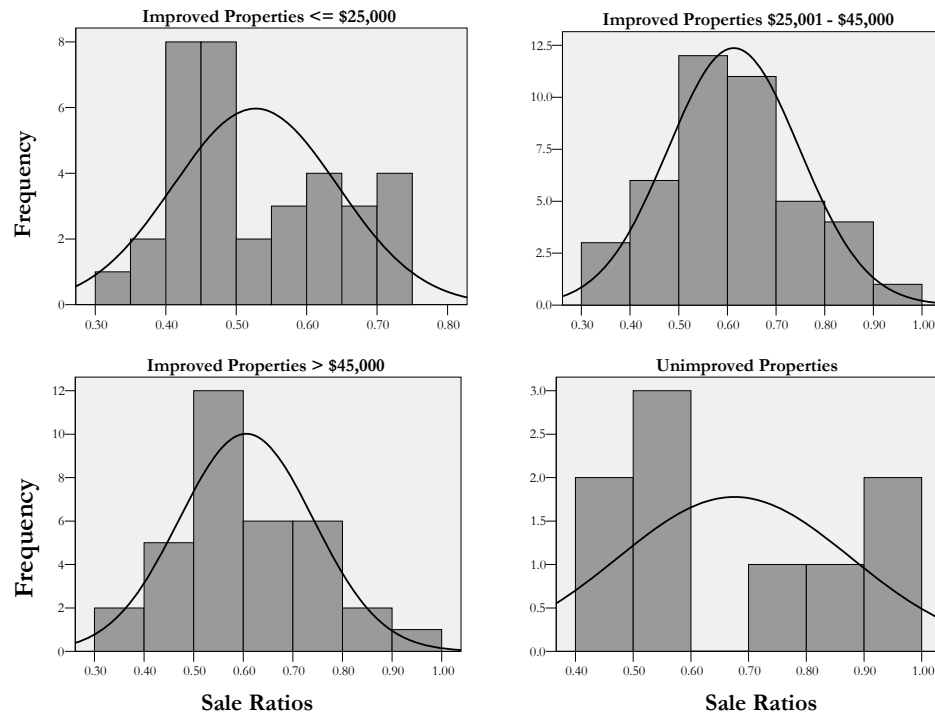 Improved Properties <= $25,000
8
6
4
2
0
Frequency
0.30 0.40 0.50 0.60 0.70 0.80
Improved Properties $25,001 - $45,000
12.5
10.0
7.5
5.0
2.5
0.0
0.30 0.40 0.50 0.60 0.70 0.80 0.90 1.00
Improved Properties > $45,000
12
10
8
6
4
2
0
Frequency
0.30 0.40 0.50 0.60 0.70 0.80 0.90 1.00
Sale Ratios
Unimproved Properties
3.0
2.5
2.0
1.5
1.0
0.5
0.0
0.40 0.50 0.60 0.70 0.80 0.90 1.00
Sale Ratios